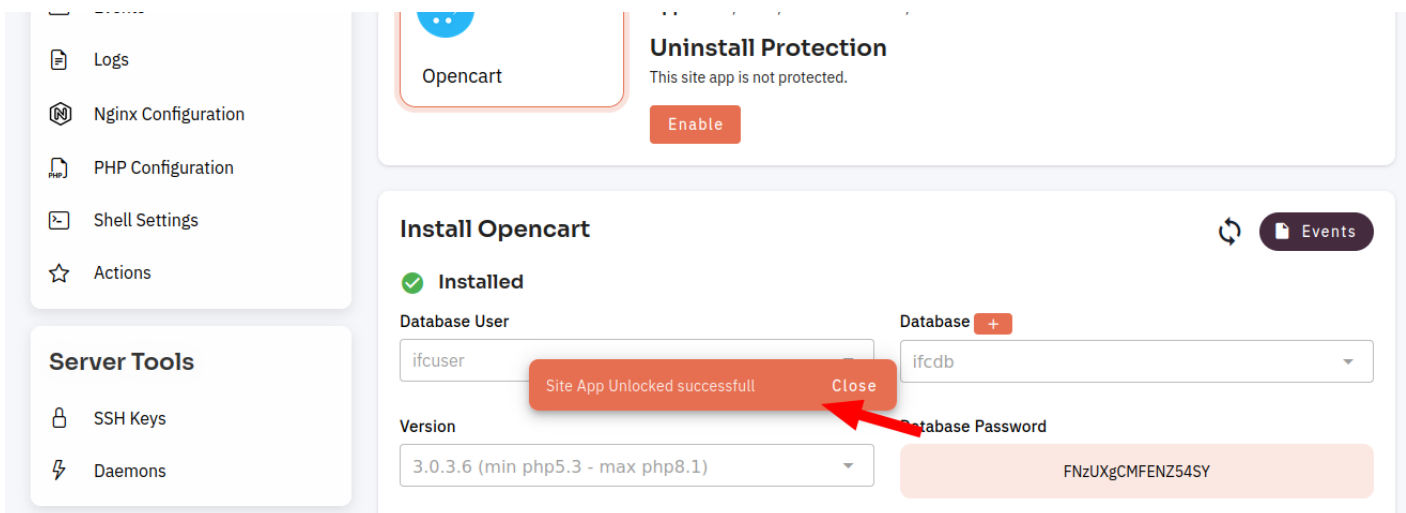 Logs
Nginx Configuration
PHP
PHP Configuration
Shell Settings
Actions
Server Tools
SSH Keys
Daemons
Opencart
Uninstall Protection
This site app is not protected.
Enable
Install Opencart
Events
Installed
Database User
Database +
ifcuser
ifcdb
Site App Unlocked successfull
Close
Version
Database Password
3.0.3.6 (min php5.3 - max php8.1)
FNzUXgCMFENZ54SY